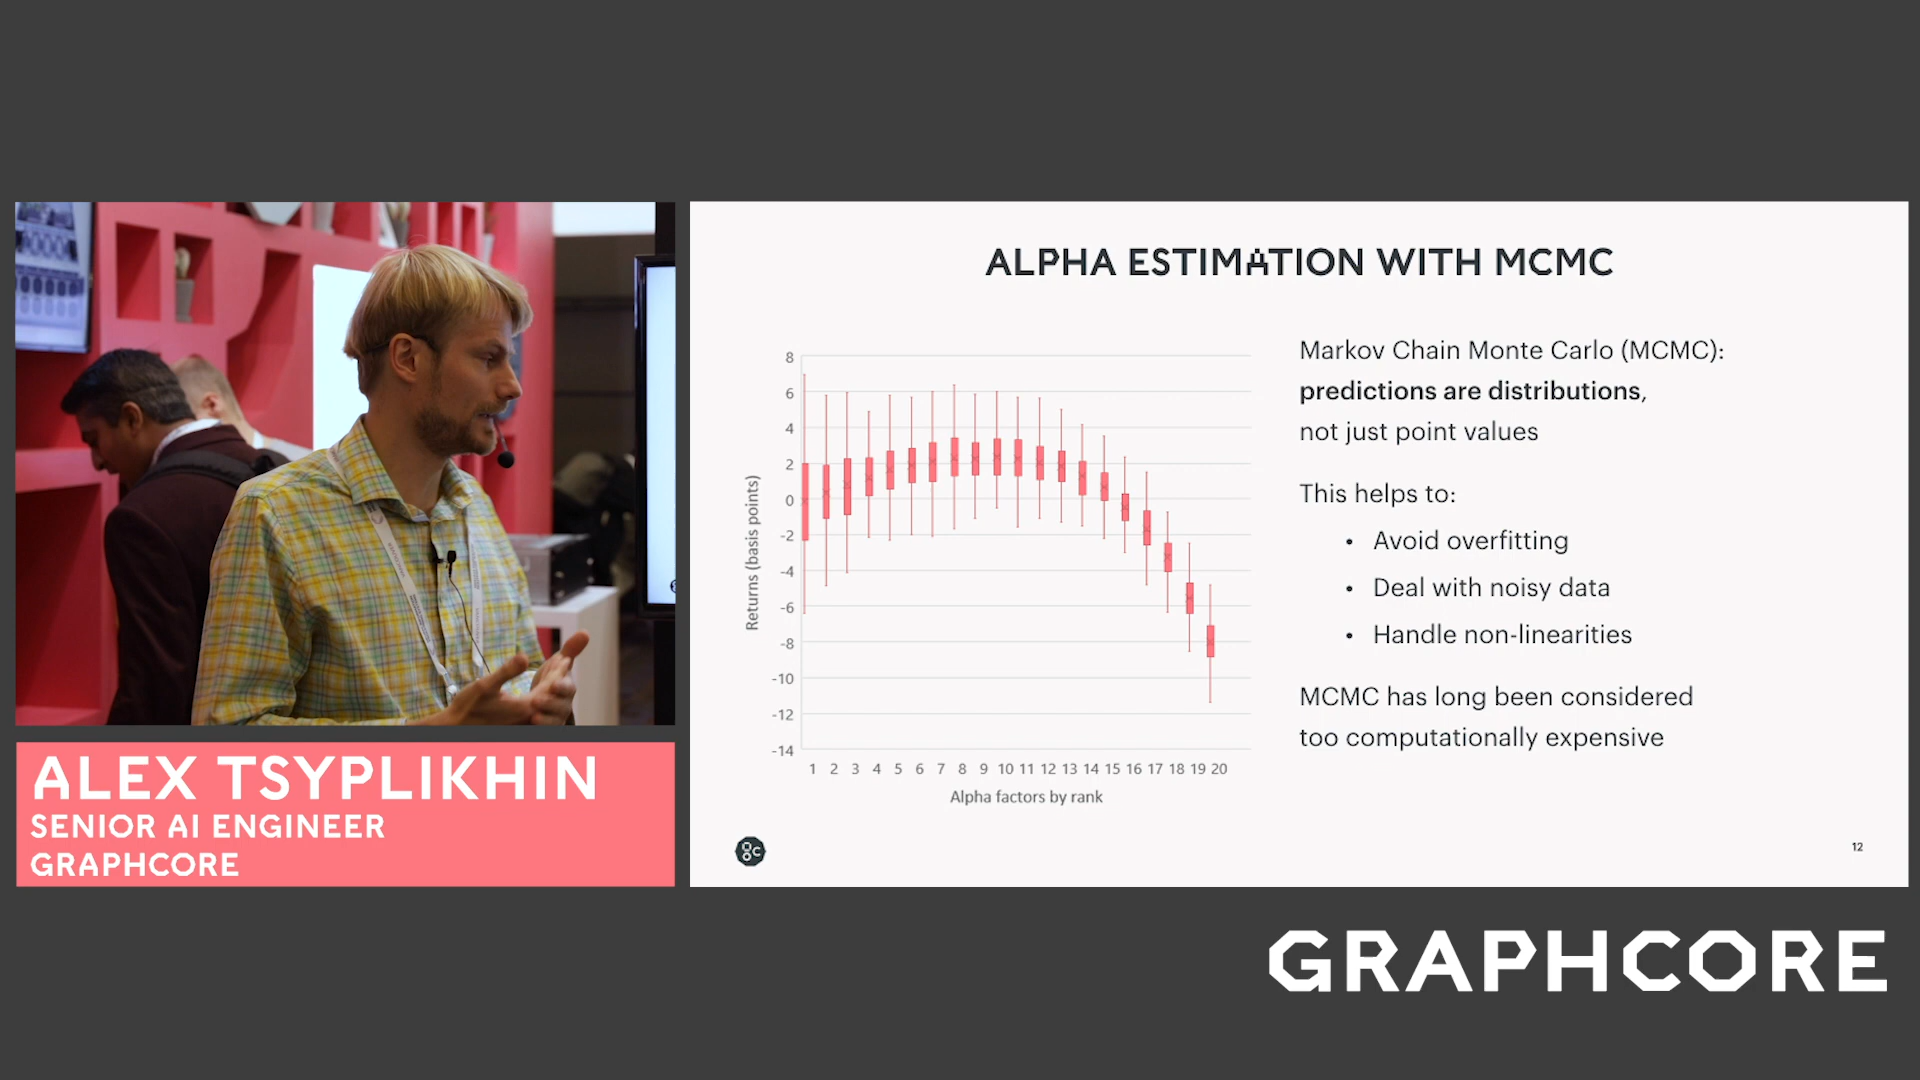 ALPHA ESTIMATION WITH MCMC
8
6
4
2
0
-2
-4
-6
-8
-10
-12
-14
Returns (basis points)
1 2 3 4 5 6 7 8 9 10 11 12 13 14 15 16 17 18 19 20
Alpha factors by rank
Markov Chain Monte Carlo (MCMC):
predictions are distributions,
not just point values
This helps to:
• Avoid overfitting
• Deal with noisy data
• Handle non-linearities
MCMC has long been considered
too computationally expensive
12
ALEX TSYPLIKHIN
SENIOR AI ENGINEER
GRAPHCORE
GRAPHCORE